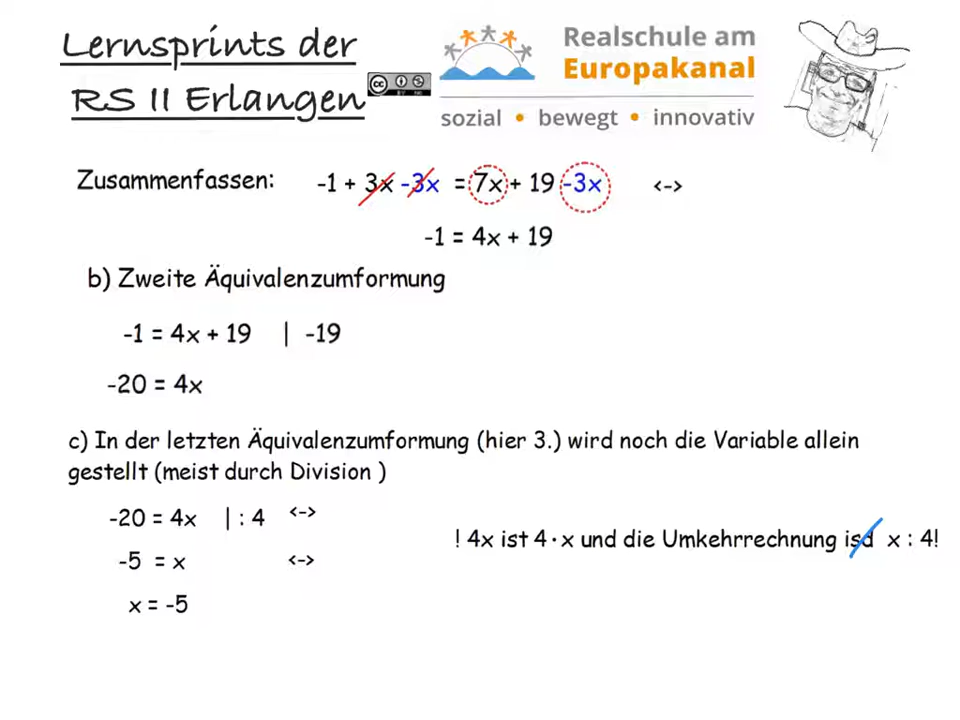 Lernsprints der
RS II Erlangen
Realschule am
Europakanal
sozial • bewegt • innovativ
Zusammenfassen: -1 + 3x -3x = 7x + 19 -3x <->
-1 = 4x + 19
b) Zweite Äquivalenzumformung
-1 = 4x + 19 | -19
-20 = 4x
c) In der letzten Äquivalenzumformung (hier 3.) wird noch die Variable allein
gestellt (meist durch Division )
-20 = 4x | : 4 <->
! 4x ist 4 · x und die Umkehrrechnung isd x : 4!
-5 = x <->
x = -5